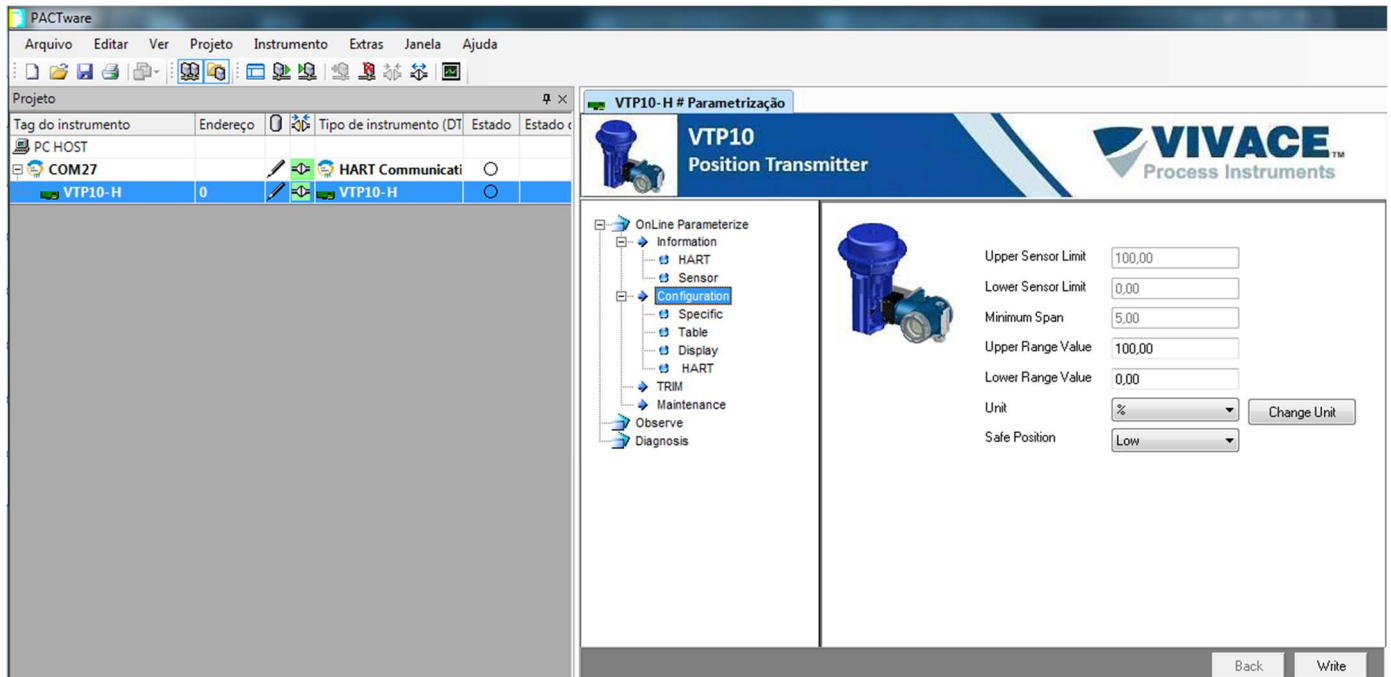 PACTware
Arquivo Editar Ver Projeto Instrumento Extras Janela Ajuda
Projeto
Tag do instrumento Endereço Tipo de instrumento (DT Estado Estado
PC HOST
COM27 HART Communicati
VTP10-H 0 VTP10-H
VTP10-H # Parametrização
VTP10
Position Transmitter
VIVACE™
Process Instruments
OnLine Parameterize
Information
HART
Sensor
Configuration
Specific
Table
Display
HART
TRIM
Maintenance
Observe
Diagnosis
Upper Sensor Limit 100,00
Lower Sensor Limit 0,00
Minimum Span 5,00
Upper Range Value 100,00
Lower Range Value 0,00
Unit % Change Unit
Safe Position Low
Back Write